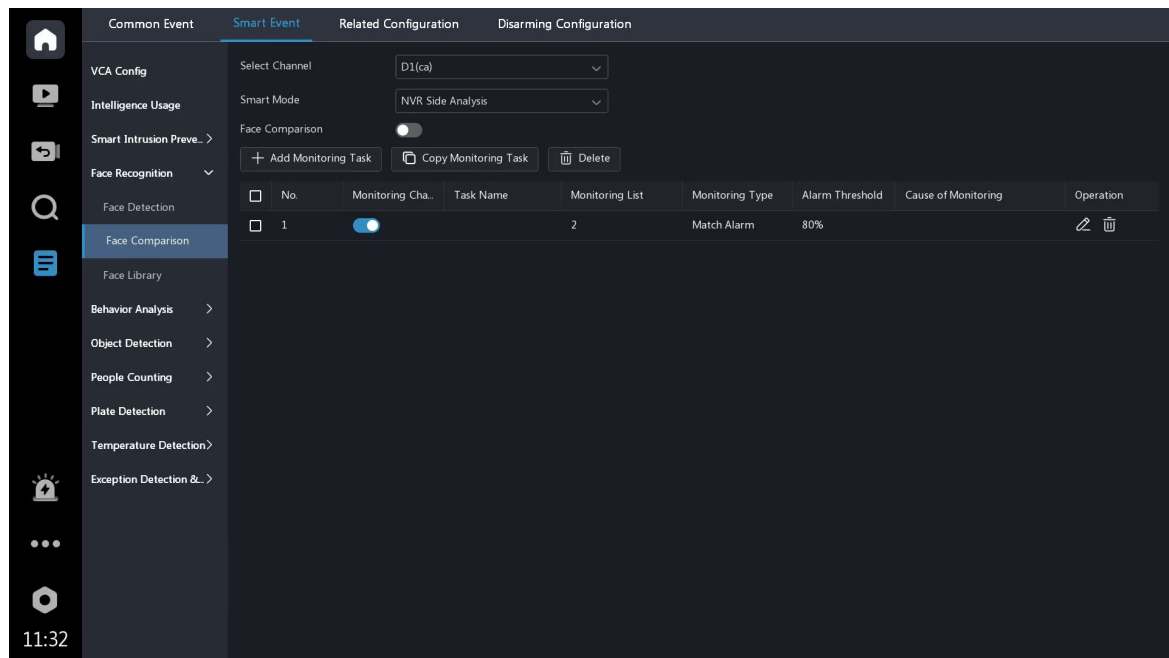 Common Event Smart Event Related Configuration Disarming Configuration
VCA Config
Intelligence Usage
Smart Intrusion Preve...
Face Recognition
Face Detection
Face Comparison
Face Library
Behavior Analysis
Object Detection
People Counting
Plate Detection
Temperature Detection
Exception Detection &...
11:32
Select Channel D1(ca)
Smart Mode NVR Side Analysis
Face Comparison
Add Monitoring Task Copy Monitoring Task Delete
No. Monitoring Cha... Task Name Monitoring List Monitoring Type Alarm Threshold Cause of Monitoring Operation
1 2 Match Alarm 80%